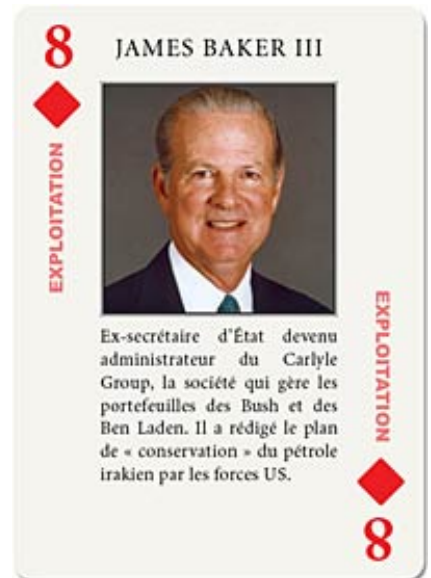 8
JAMES BAKER III
EXPLOITATION
Ex-secrétaire d'État devenu
administrateur du Carlyle
Group, la société qui gère les
portefeuilles des Bush et des
Ben Laden. Il a rédigé le plan
de « conservation » du pétrole
irakien par les forces US.
EXPLOITATION
8